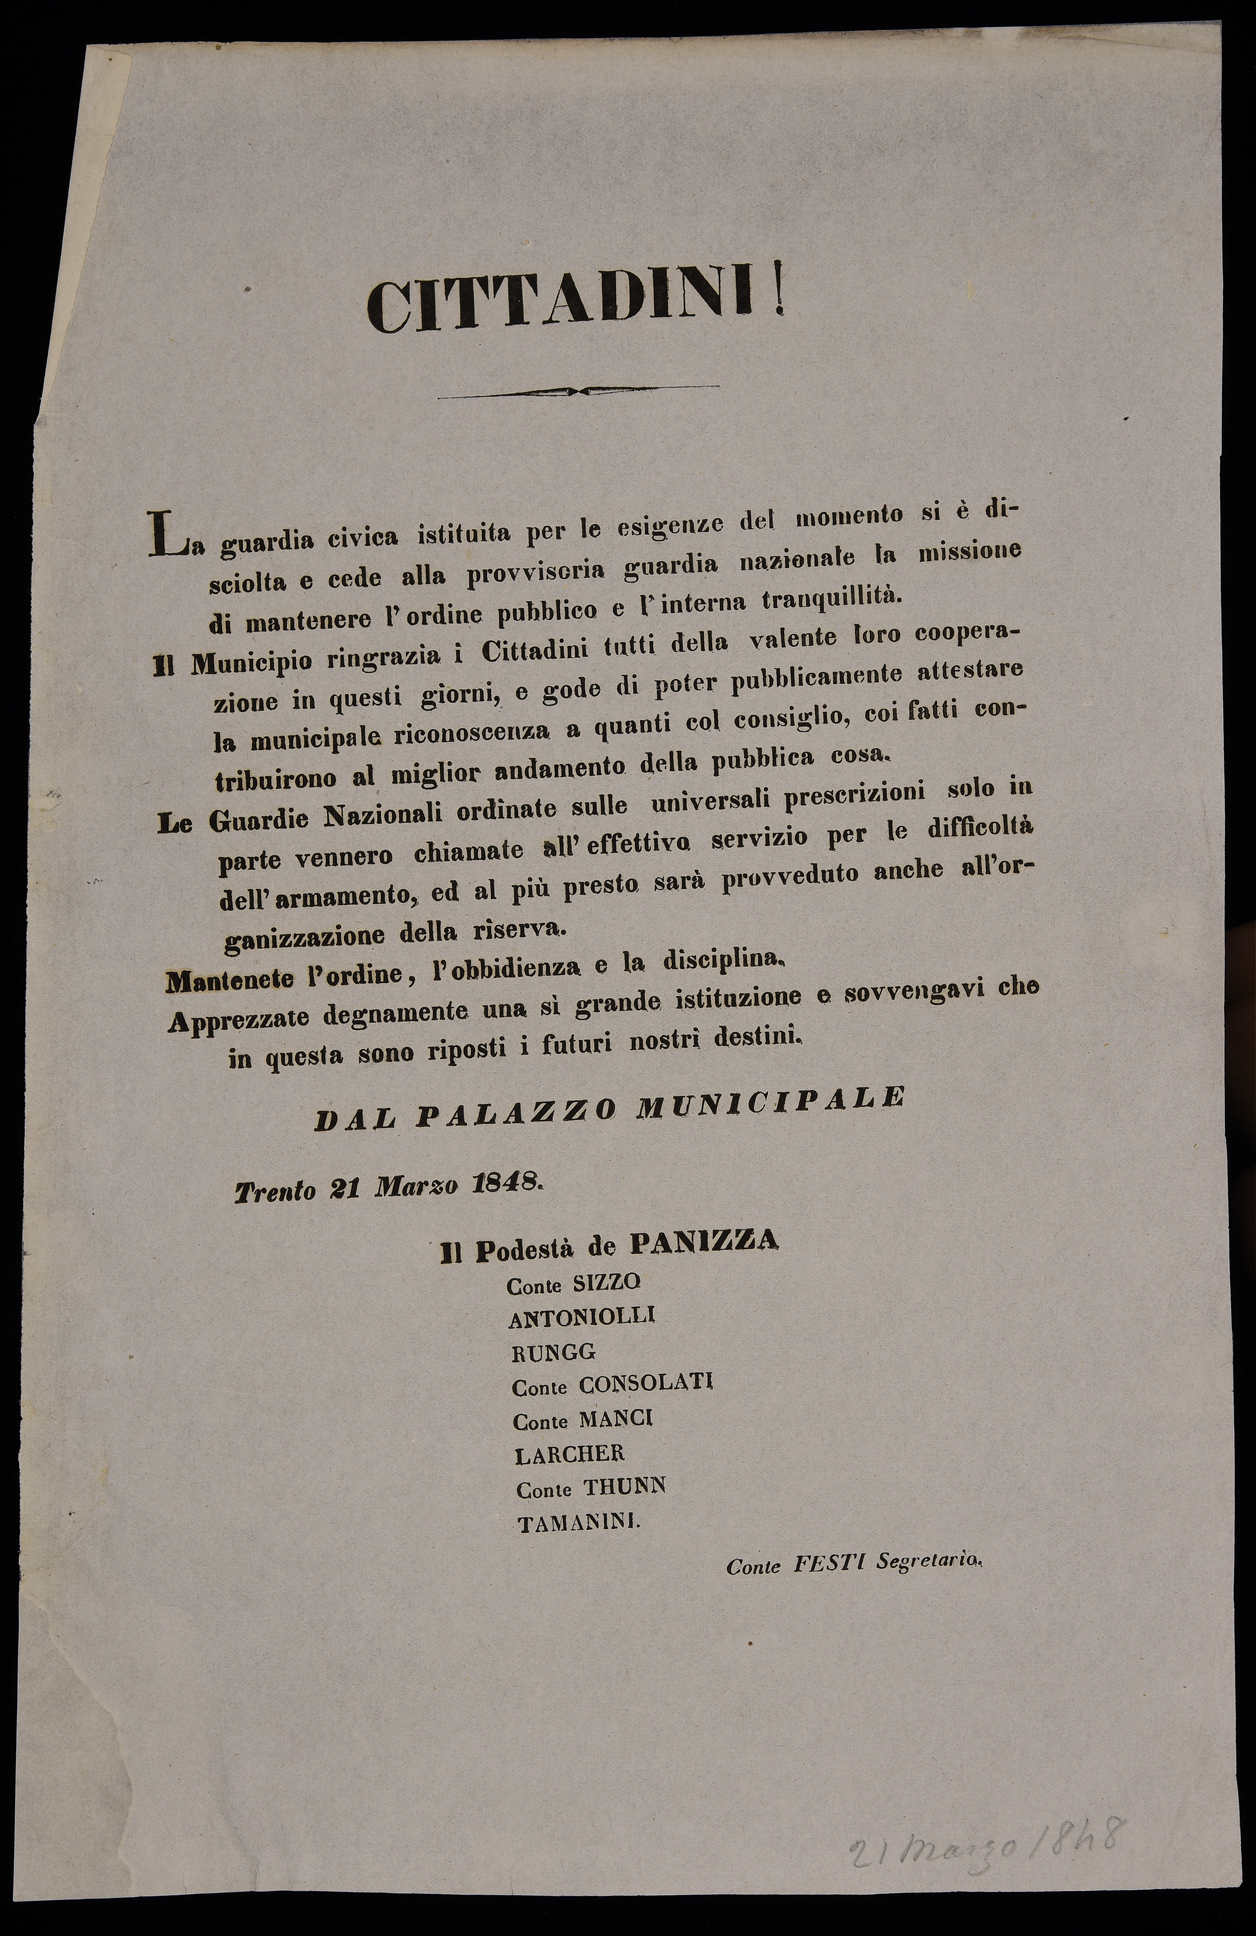 CITTADINI!
La guardia civica istituita per le esigenze del momento si è di-
sciolta e cede alla provvisoria guardia nazionale la missione
di mantenere l'ordine pubblico e l'interna tranquillità.
Il Municipio ringrazia i Cittadini tutti della valente loro coopera-
zione in questi giorni, e gode di poter pubblicamente attestare
la municipale riconoscenza a quanti col consiglio, coi fatti con-
tribuirono al miglior andamento della pubblica cosa.
Le Guardie Nazionali ordinate sulle universali prescrizioni solo in
parte vennero chiamate all'effettivo servizio per le difficoltà
dell'armamento, ed al più presto sarà provveduto anche all'or-
ganizzazione della riserva.
Mantenete l'ordine, l'obbidienza e la disciplina.
Apprezzate degnamente una sì grande istituzione e sovvengavi che
in questa sono riposti i futuri nostri destini.
DAL PALAZZO MUNICIPALE
Trento 21 Marzo 1848.
Il Podestà de PANIZZA
Conte SIZZO
ANTONIOLLI
RUNGG
Conte CONSOLATI
Conte MANCI
LARCHER
Conte THUNN
TAMANINI.
Conte FESTI Segretario.
21 Marzo 1848